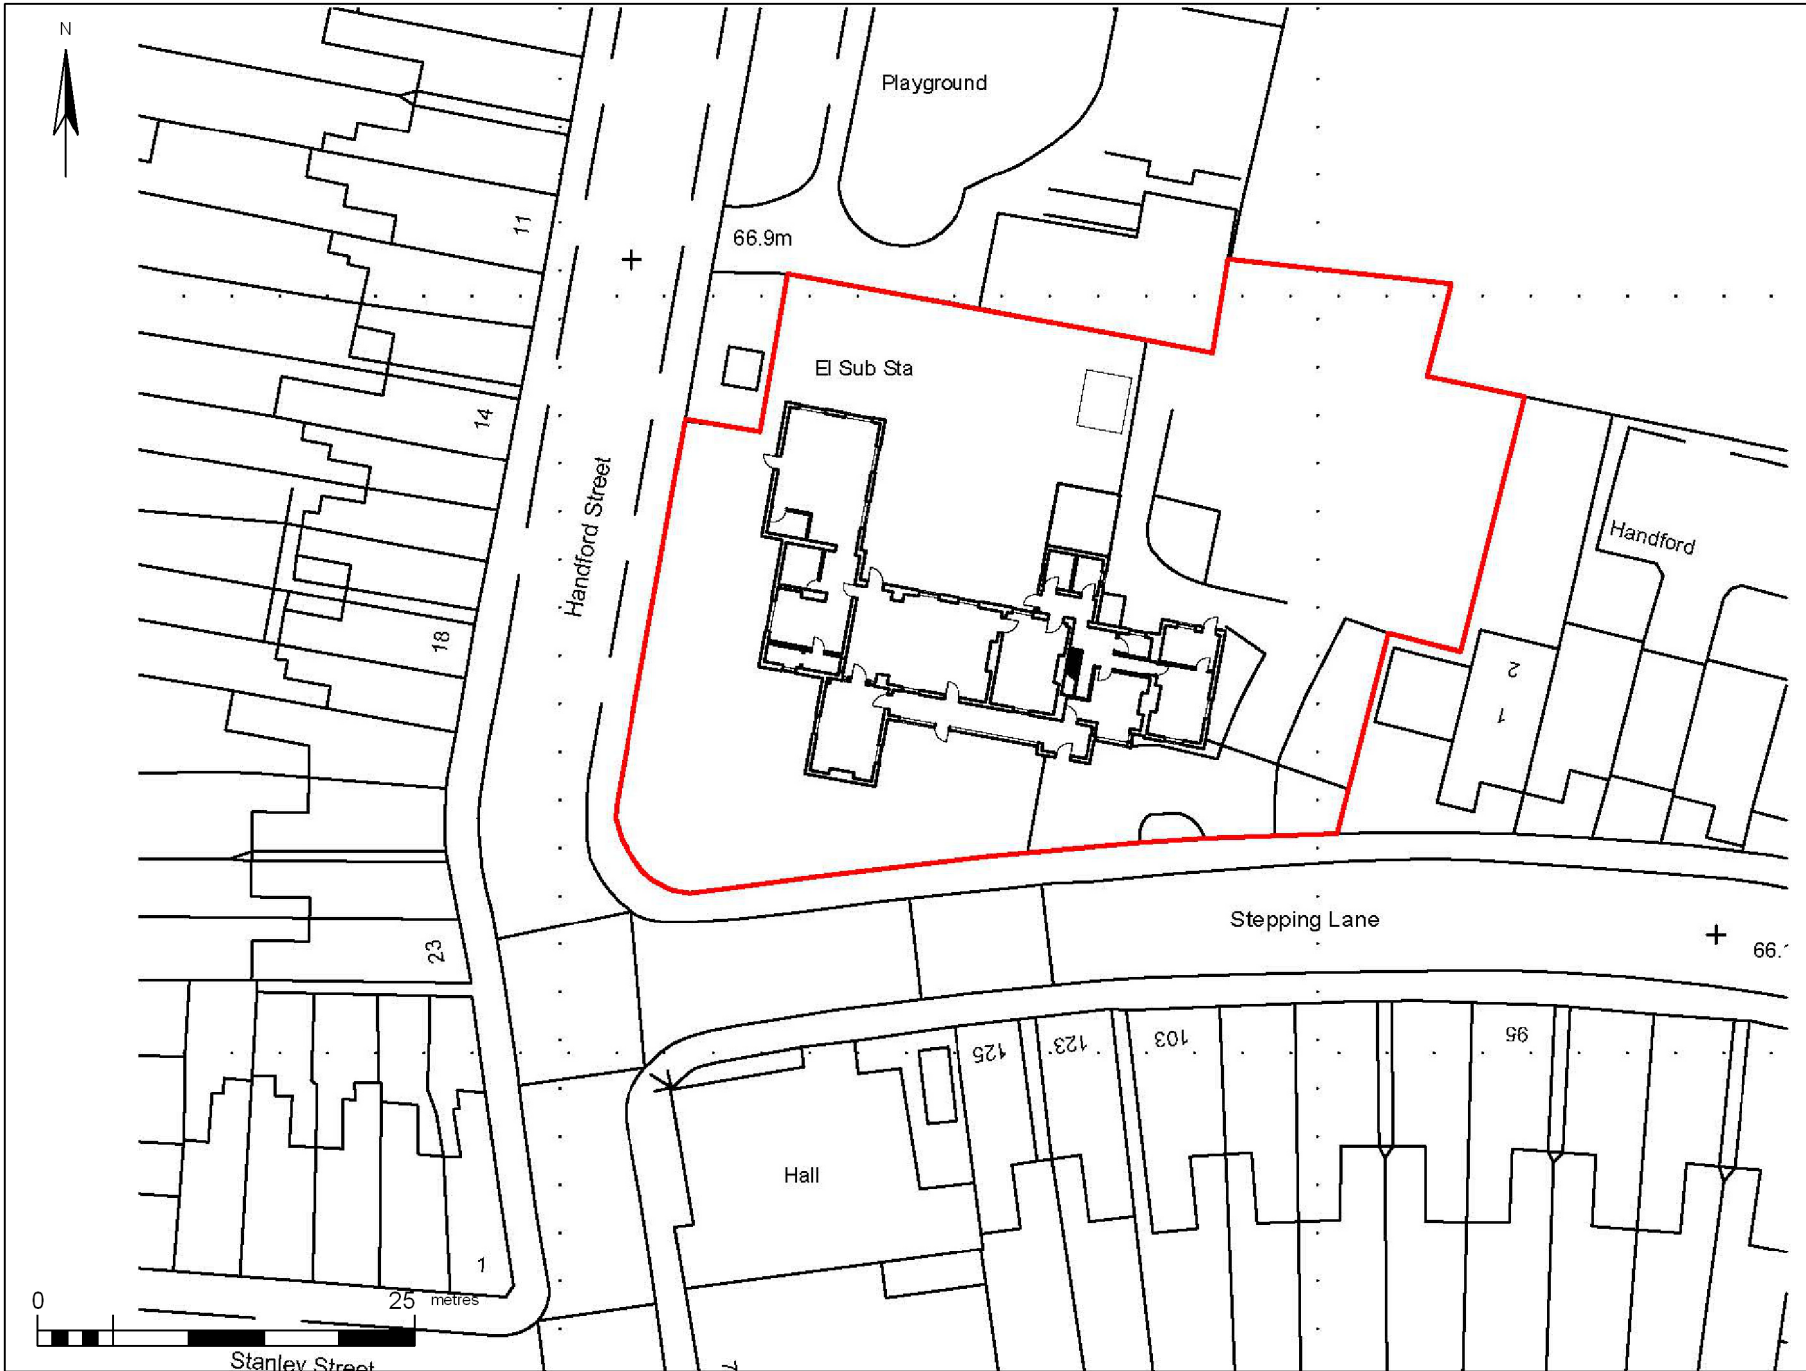 N
Playground
11
66.9m
El Sub Sta
14
Handford Street
Handford
18
2
1
Stepping Lane
23
66.
125
123
103
95
Hall
1
0
25
metres
Stanley Street